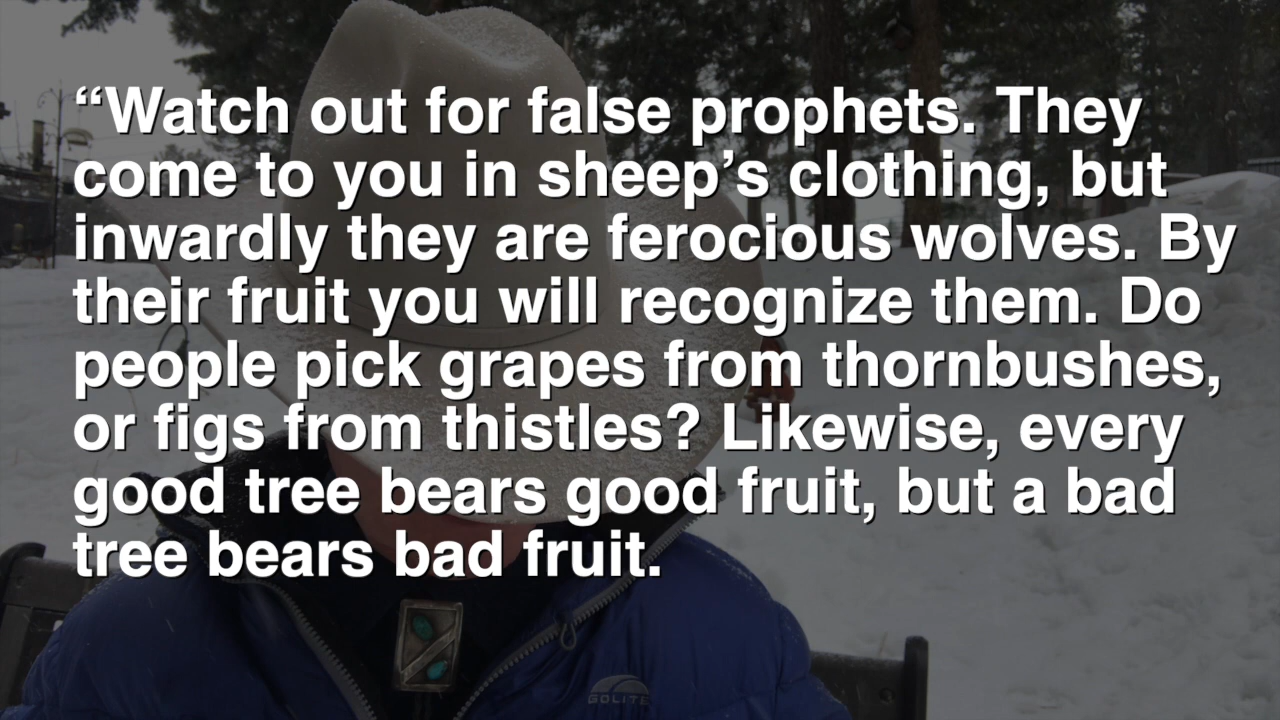 “Watch out for false prophets. They
come to you in sheep’s clothing, but
inwardly they are ferocious wolves. By
their fruit you will recognize them. Do
people pick grapes from thornbushes,
or figs from thistles? Likewise, every
good tree bears good fruit, but a bad
tree bears bad fruit.
GOLITE